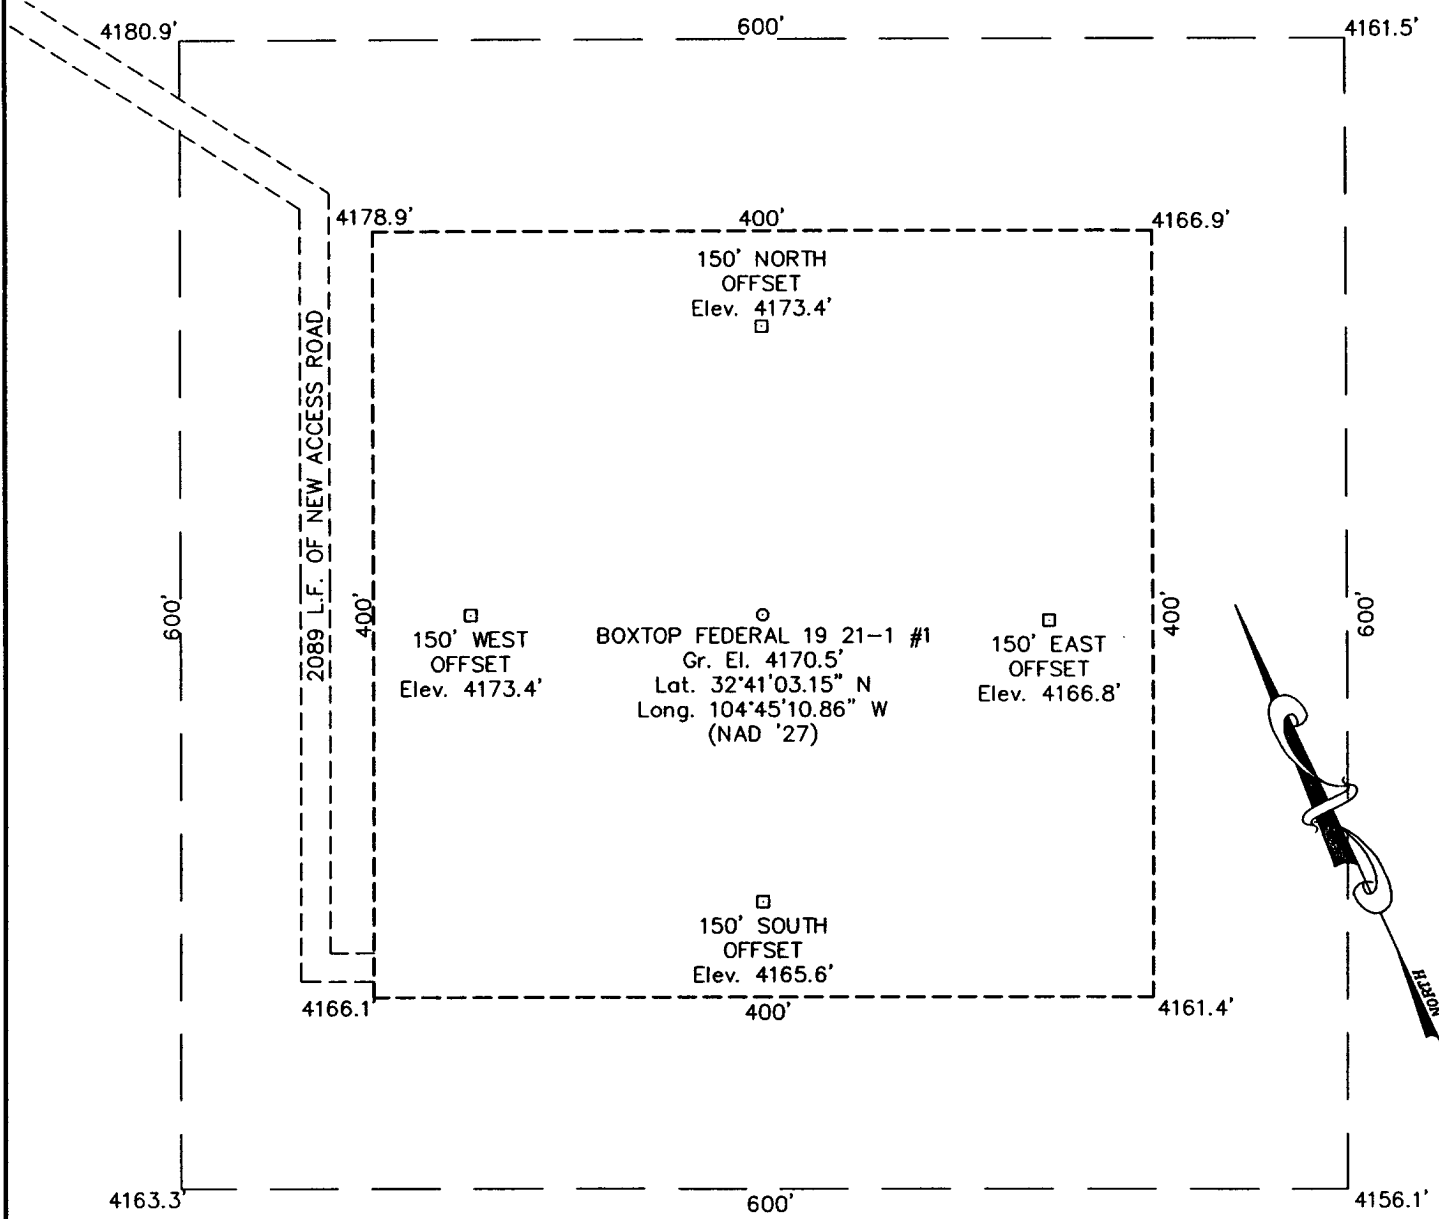 4180.9'
600'
4161.5'
4178.9'
400'
4166.9'
150' NORTH
OFFSET
Elev. 4173.4'
2089 L.F. OF NEW ACCESS ROAD
600'
400'
150' WEST
OFFSET
Elev. 4173.4'
BOXTOP FEDERAL 19 21-1 #1
Gr. El. 4170.5'
Lat. 32°41'03.15" N
Long. 104°45'10.86" W
(NAD '27)
150' EAST
OFFSET
Elev. 4166.8'
400'
600'
NORTH
150' SOUTH
OFFSET
Elev. 4165.6'
4166.1'
400'
4161.4'
4163.3'
600'
4156.1'